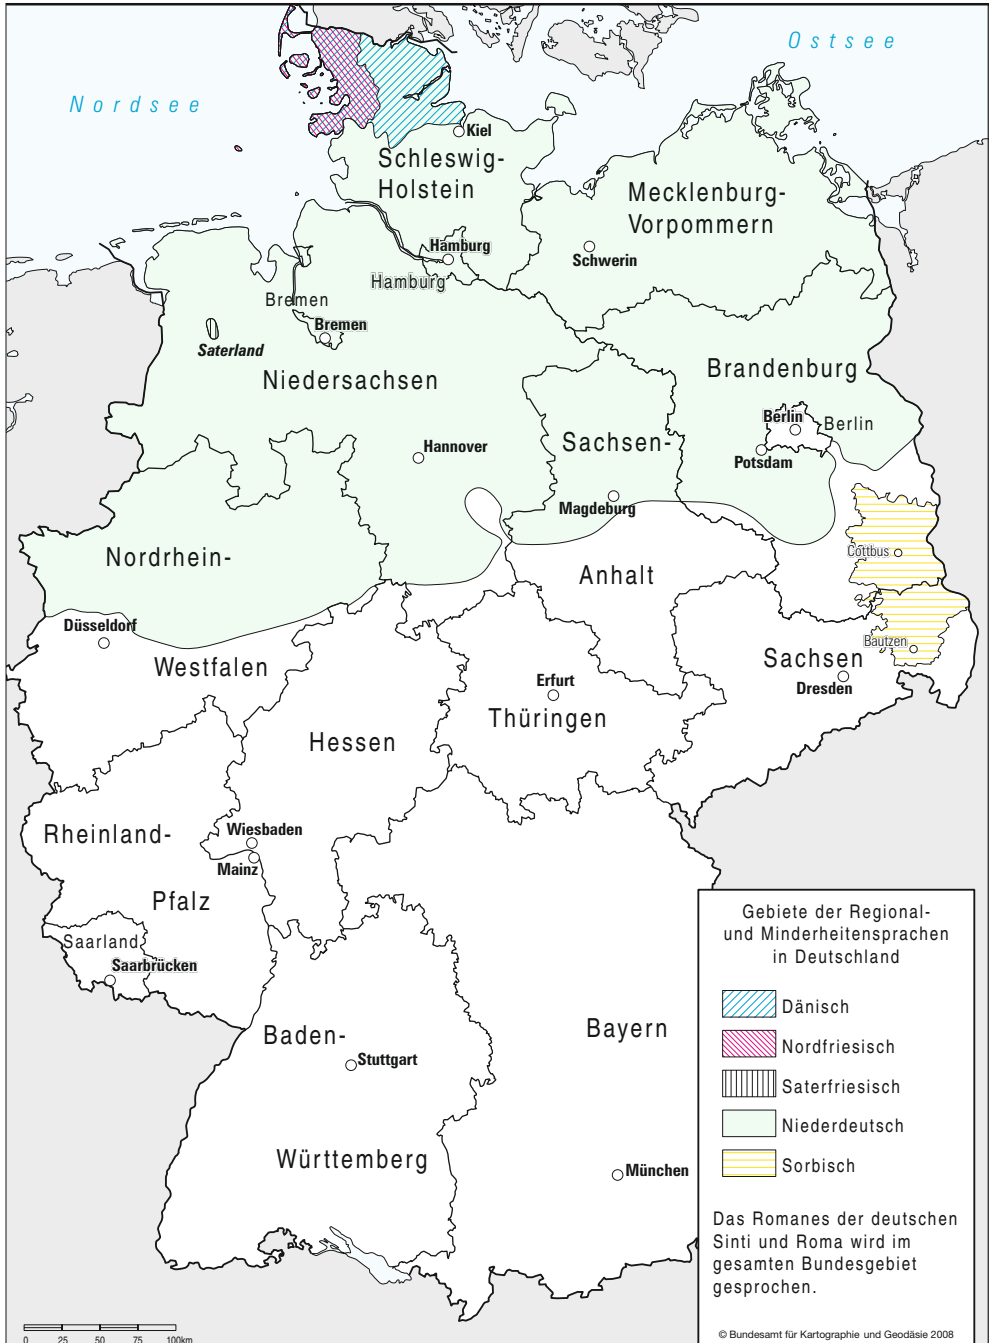 Ostsee
Nordsee
Kiel
Schleswig-
Holstein
Mecklenburg-
Vorpommern
Hamburg
Schwerin
Hamburg
Bremen
Bremen
Saterland
Niedersachsen
Brandenburg
Berlin
Berlin
Hannover
Sachsen-
Potsdam
Magdeburg
Nordrhein-
Cottbus
Anhalt
Düsseldorf
Bautzen
Westfalen
Sachsen
Erfurt
Dresden
Thüringen
Hessen
Rheinland-
Wiesbaden
Mainz
Pfalz
Saarland
Saarbrücken
Baden-
Bayern
Stuttgart
Württemberg
München
Gebiete der Regional-
und Minderheitensprachen
in Deutschland
Dänisch
Nordfriesisch
Saterfriesisch
Niederdeutsch
Sorbisch
Das Romanes der deutschen
Sinti und Roma wird im
gesamten Bundesgebiet
gesprochen.
© Bundesamt für Kartographie und Geodäsie 2008
0 25 50 75 100km